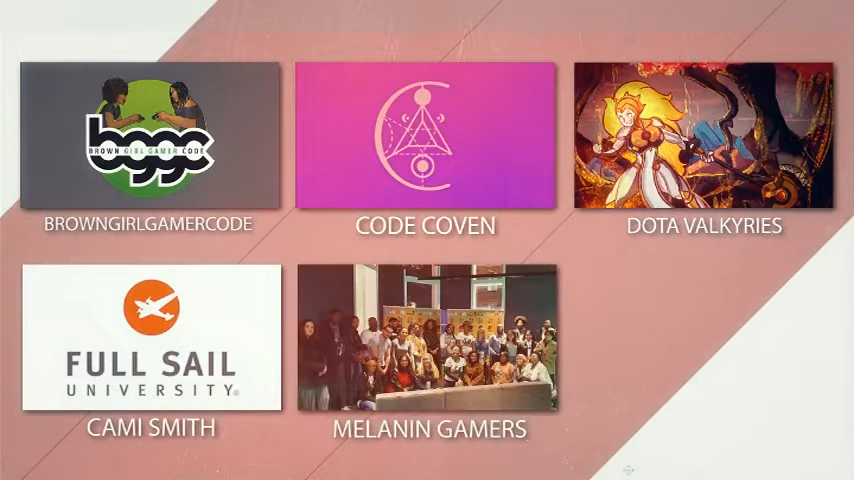 bggc
BROWN GIRL GAMER CODE
BROWNGIRLGAMERCODE
CODE COVEN
DOTA VALKYRIES
FULL SAIL
UNIVERSITY®
CAMI SMITH
MELANIN GAMERS